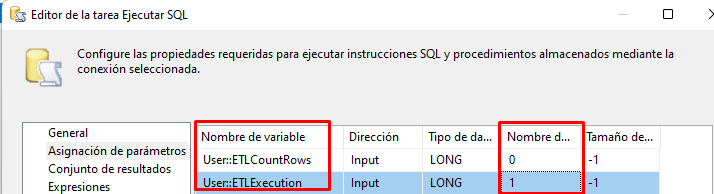 Editor de la tarea Ejecutar SQL
Configure las propiedades requeridas para ejecutar instrucciones SQL y procedimientos almacenados mediante la
conexión seleccionada.
General
Asignación de parámetros
Conjunto de resultados
Expresiones
Nombre de variable Dirección Tipo de da... Nombre d... Tamaño de...
User::ETLCountRows Input LONG 0 -1
User::ETLExecution Input LONG 1 -1